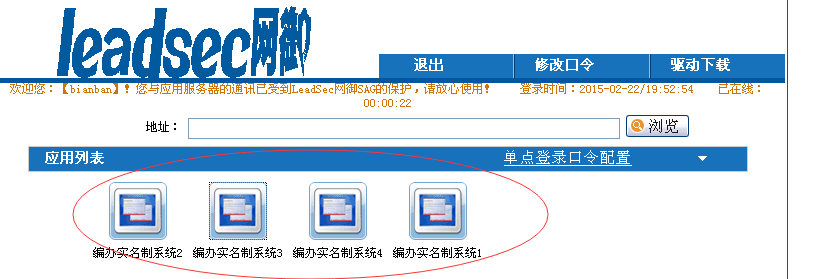 leadsec网御
退出 修改口令 驱动下载
欢迎您：【bianban】！您与应用服务器的通讯已受到LeadSec网御SAG的保护，请放心使用！ 登录时间：2015-02-22/19:52:54 已在线：
00:00:22
地址： 浏览
应用列表 单点登录口令配置
编办实名制系统2 编办实名制系统3 编办实名制系统4 编办实名制系统1